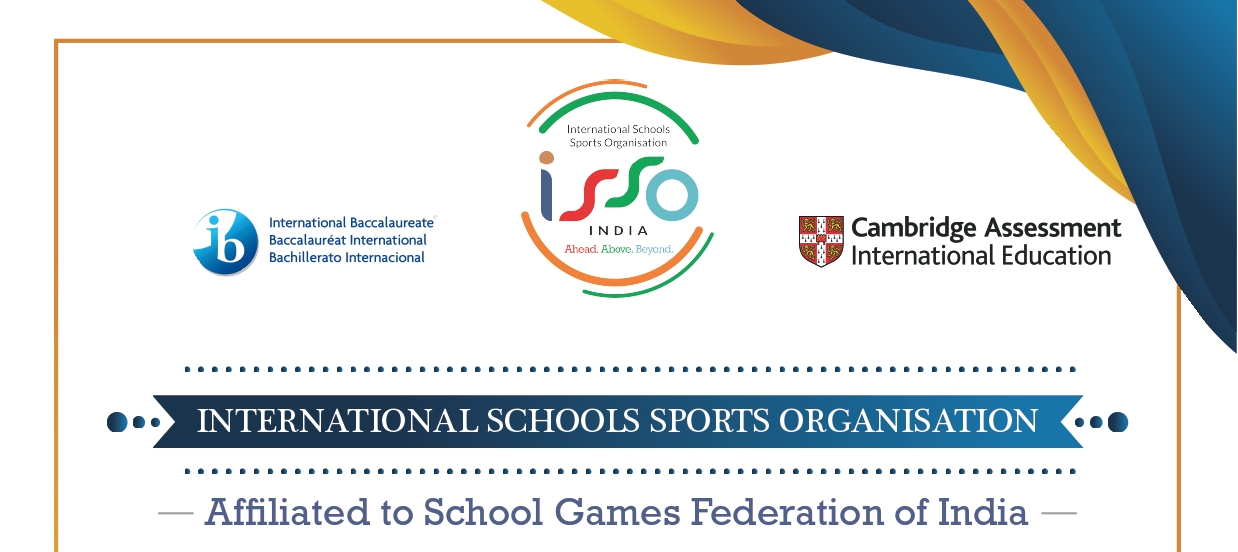 International Schools
Sports Organisation
isso
INDIA
Ahead. Above. Beyond.
ib
International Baccalaureate®
Baccalauréat International
Bachillerato Internacional
Cambridge Assessment
International Education
INTERNATIONAL SCHOOLS SPORTS ORGANISATION
Affiliated to School Games Federation of India